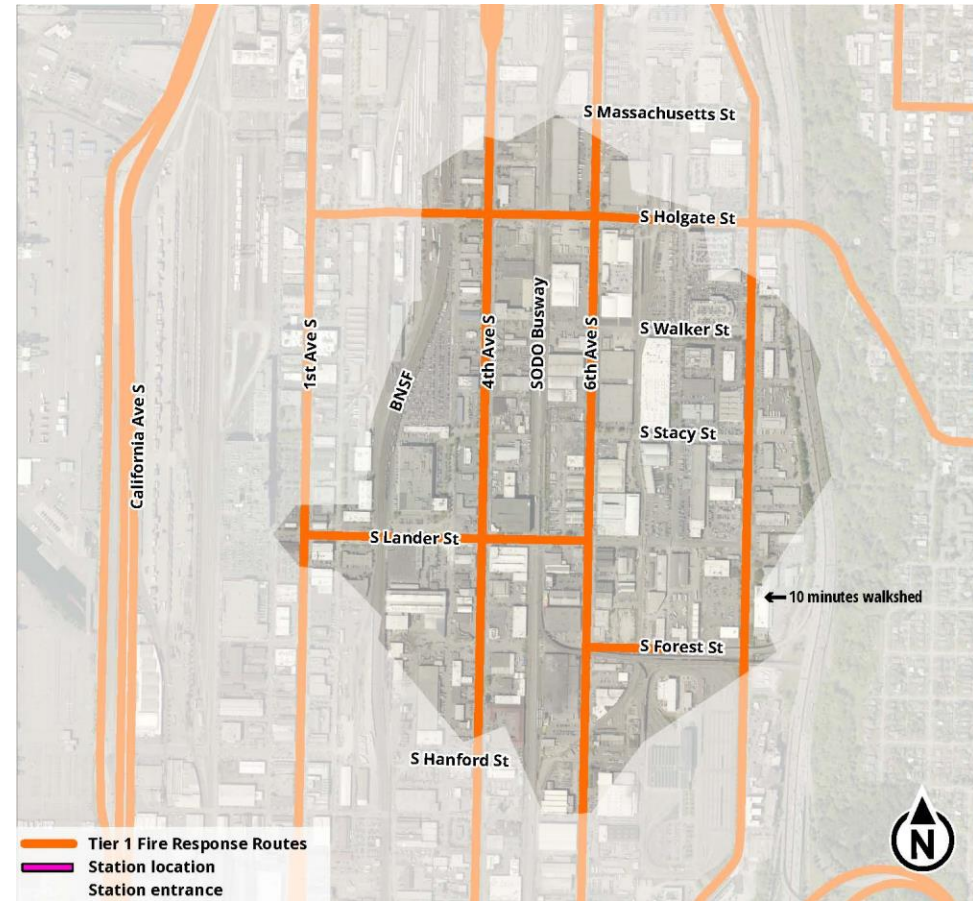 S Massachusetts St
S Holgate St
S Walker St
1st Ave S
4th Ave S
SODO Busway
6th Ave S
BNSF
California Ave S
S Stacy St
S Lander St
10 minutes walkshed
S Forest St
S Hanford St
N
Tier 1 Fire Response Routes
Station location
Station entrance